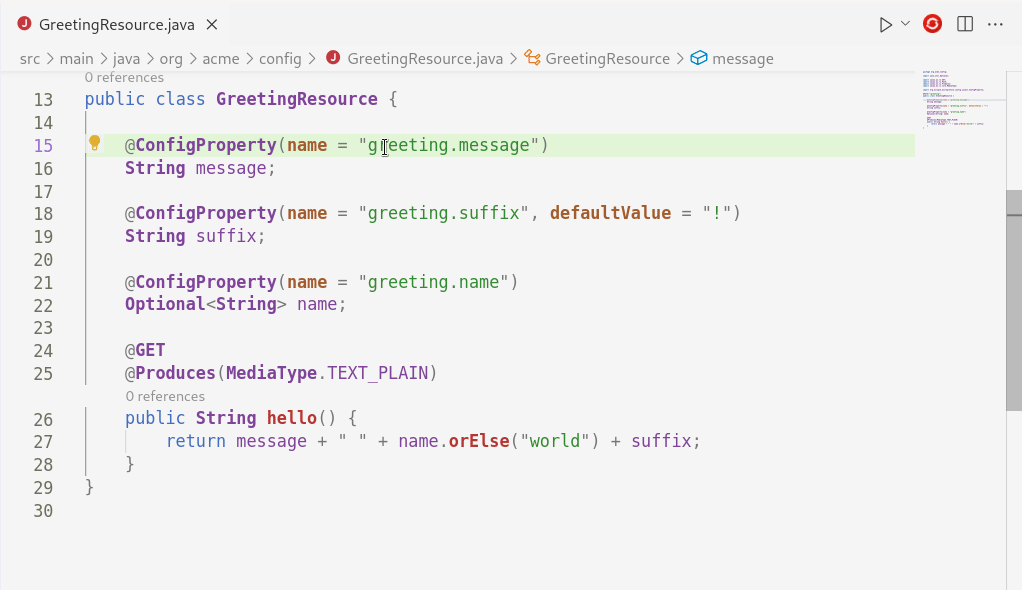 GreetingResource.java
src > main > java > org > acme > config > GreetingResource.java > GreetingResource > message
0 references
13 public class GreetingResource {
14
15     @ConfigProperty(name = "greeting.message")
16     String message;
17
18     @ConfigProperty(name = "greeting.suffix", defaultValue = "!")
19     String suffix;
20
21     @ConfigProperty(name = "greeting.name")
22     Optional<String> name;
23
24     @GET
25     @Produces(MediaType.TEXT_PLAIN)
0 references
26     public String hello() {
27         return message + " " + name.orElse("world") + suffix;
28     }
29 }
30